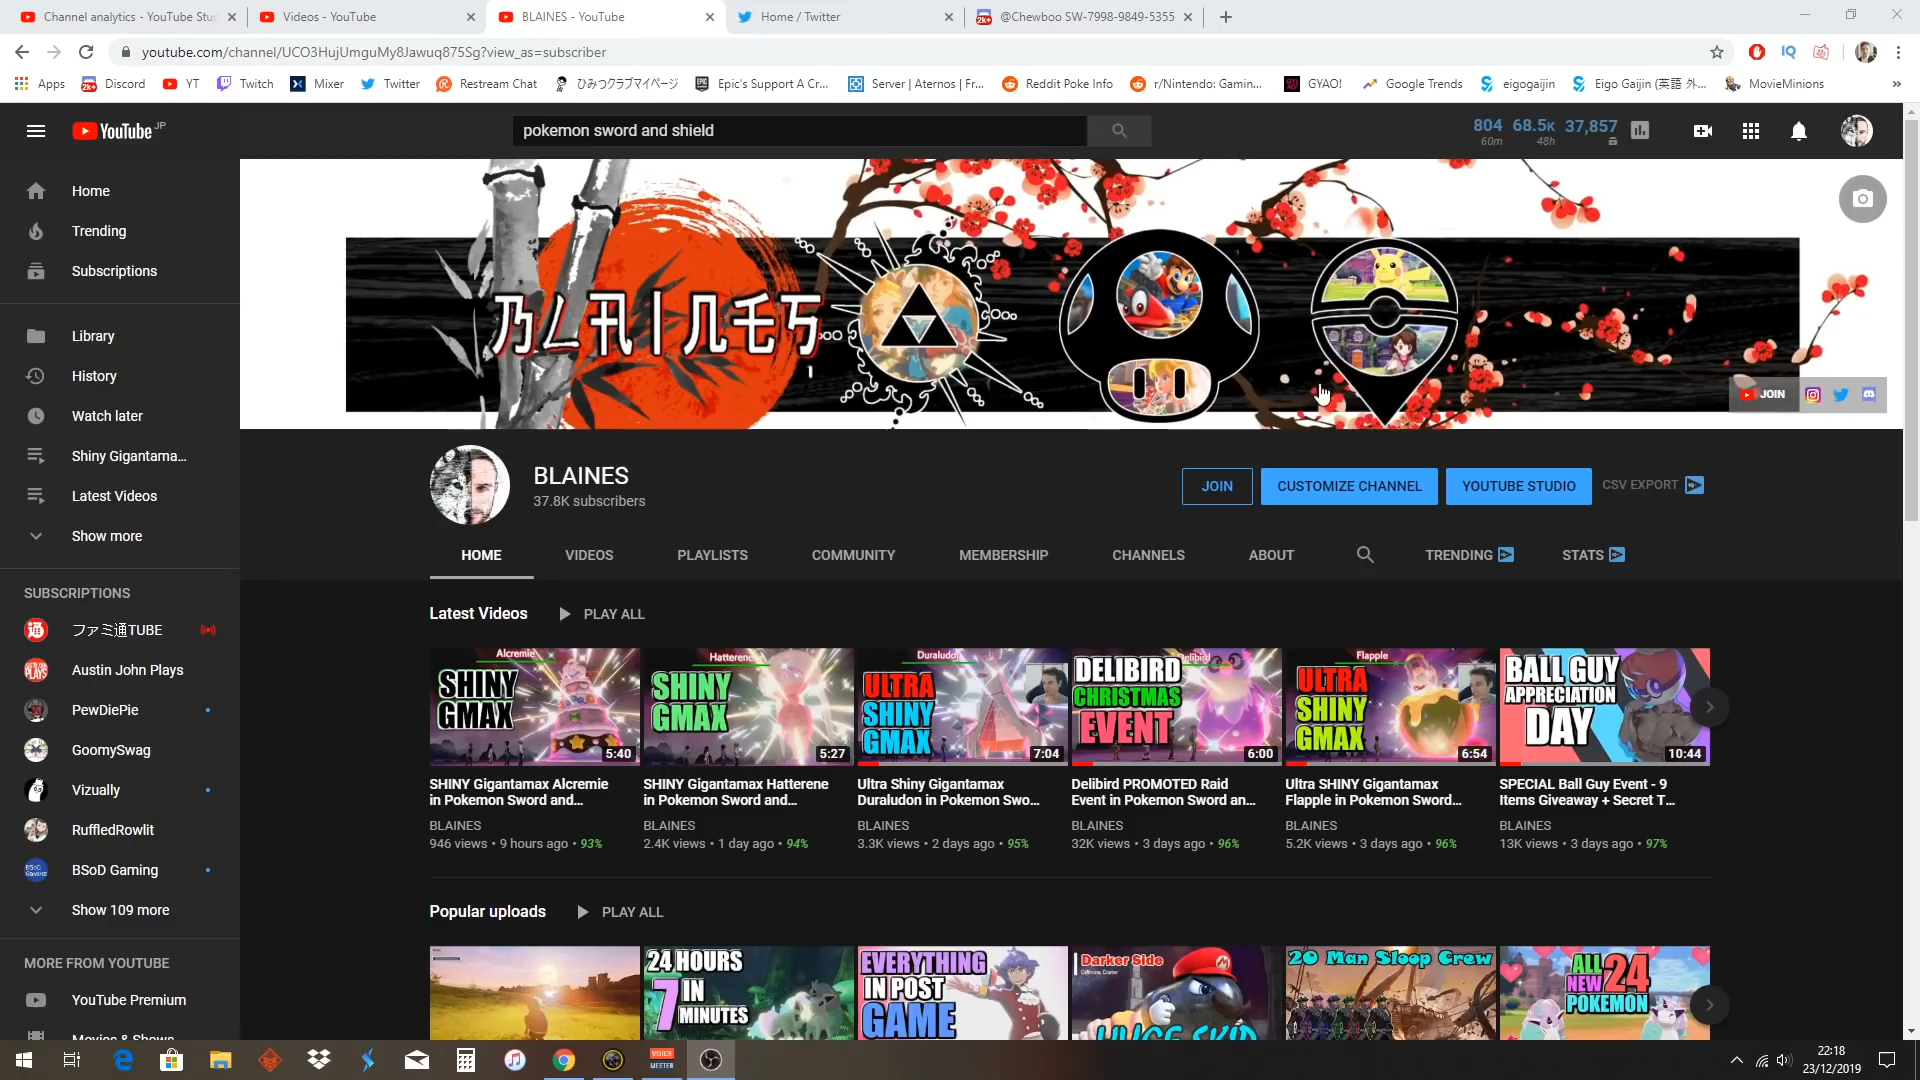 Channel analytics - YouTube Stu
Videos - YouTube
BLAINES - YouTube
Home / Twitter
@Chewboo SW-7998-9849-5355
youtube.com/channel/UCO3HujUmguMy8Jawuq875Sg?view_as=subscriber
Apps
Discord
YT
Twitch
Mixer
Twitter
Restream Chat
ひみつクラブマイページ
Epic's Support A Cr...
Server | Aternos | Fr...
Reddit Poke Info
r/Nintendo: Gamin...
GYAO!
Google Trends
eigogaijin
Eigo Gaijin (英語 外...
MovieMinions
YouTube JP
pokemon sword and shield
804 68.5K 37,857
60m 48h
Home
Trending
Subscriptions
Library
History
Watch later
Shiny Gigantama...
Latest Videos
Show more
SUBSCRIPTIONS
ファミ通TUBE
Austin John Plays
PewDiePie
GoomySwag
Vizually
RuffledRowlit
BSoD Gaming
Show 109 more
MORE FROM YOUTUBE
YouTube Premium
Movies & Shows
JOIN
BLAINES
37.8K subscribers
JOIN
CUSTOMIZE CHANNEL
YOUTUBE STUDIO
CSV EXPORT
HOME
VIDEOS
PLAYLISTS
COMMUNITY
MEMBERSHIP
CHANNELS
ABOUT
TRENDING
STATS
Latest Videos
PLAY ALL
Alcremie
SHINY
GMAX
5:40
SHINY Gigantamax Alcremie
in Pokemon Sword and...
BLAINES
946 views • 9 hours ago • 93%
Hatterene
SHINY
GMAX
5:27
SHINY Gigantamax Hatterene
in Pokemon Sword and...
BLAINES
2.4K views • 1 day ago • 94%
Duraludon
ULTRA
SHINY
GMAX
7:04
Ultra Shiny Gigantamax
Duraludon in Pokemon Swo...
BLAINES
3.3K views • 2 days ago • 95%
DELIBIRD
Delibird
CHRISTMAS
EVENT
6:00
Delibird PROMOTED Raid
Event in Pokemon Sword an...
BLAINES
32K views • 3 days ago • 96%
Flapple
ULTRA
SHINY
GMAX
6:54
Ultra SHINY Gigantamax
Flapple in Pokemon Sword...
BLAINES
5.2K views • 3 days ago • 96%
BALL GUY
APPRECIATION
DAY
10:44
SPECIAL Ball Guy Event - 9
Items Giveaway + Secret T...
BLAINES
13K views • 3 days ago • 97%
Popular uploads
PLAY ALL
24 HOURS
7 IN
MINUTES
EVERYTHING
IN POST
GAME
Darker Side
HUGE SKIP
20 Man Sloop Crew
ALL
NEW 24
POKEMON
VOICE
MEETER
22:18
23/12/2019